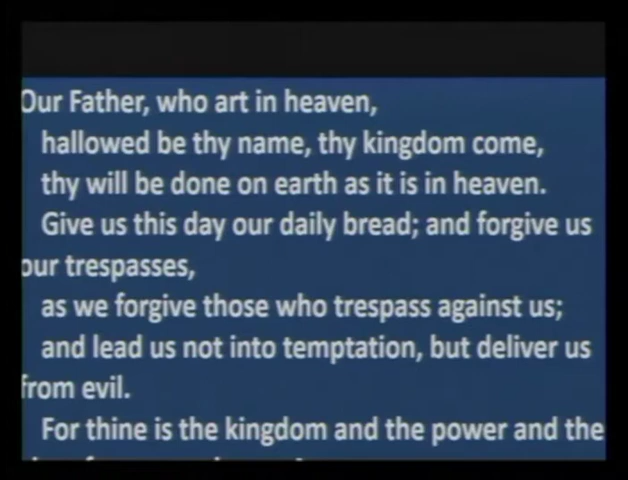 Our Father, who art in heaven,
hallowed be thy name, thy kingdom come,
thy will be done on earth as it is in heaven.
Give us this day our daily bread; and forgive us
our trespasses,
as we forgive those who trespass against us;
and lead us not into temptation, but deliver us
from evil.
For thine is the kingdom and the power and the